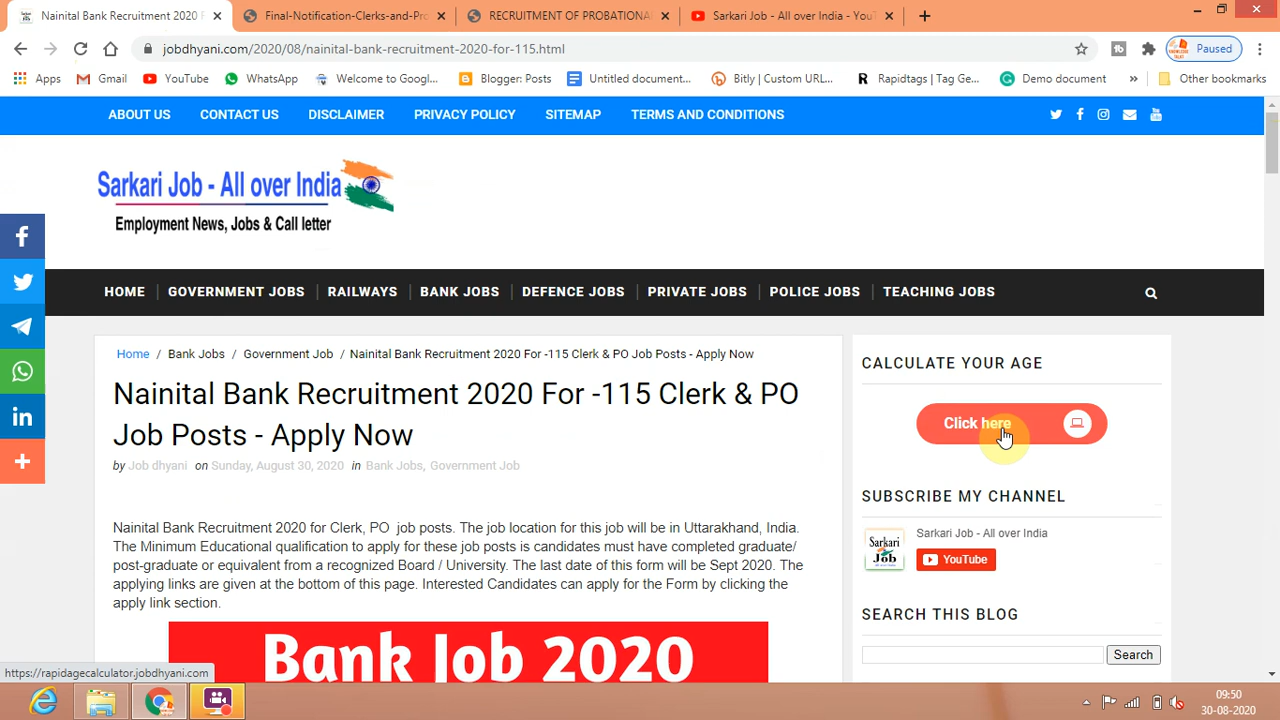 Nainital Bank Recruitment 2020 F
Final-Notification-Clerks-and-Pro
RECRUITMENT OF PROBATIONA
Sarkari Job - All over India - YouT
jobdhyani.com/2020/08/nainital-bank-recruitment-2020-for-115.html
Paused
Apps
Gmail
YouTube
WhatsApp
Welcome to Googl...
Blogger: Posts
Untitled document...
Bitly | Custom URL...
Rapidtags | Tag Ge...
Demo document
»
Other bookmarks
ABOUT US
CONTACT US
DISCLAIMER
PRIVACY POLICY
SITEMAP
TERMS AND CONDITIONS
Sarkari Job - All over India
Employment News, Jobs & Call letter
HOME
GOVERNMENT JOBS
RAILWAYS
BANK JOBS
DEFENCE JOBS
PRIVATE JOBS
POLICE JOBS
TEACHING JOBS
Home / Bank Jobs / Government Job / Nainital Bank Recruitment 2020 For -115 Clerk & PO Job Posts - Apply Now
Nainital Bank Recruitment 2020 For -115 Clerk & PO
Job Posts - Apply Now
by Job dhyani on Sunday, August 30, 2020 in Bank Jobs, Government Job
Nainital Bank Recruitment 2020 for Clerk, PO job posts. The job location for this job will be in Uttarakhand, India.
The Minimum Educational qualification to apply for these job posts is candidates must have completed graduate/
post-graduate or equivalent from a recognized Board / University. The last date of this form will be Sept 2020. The
applying links are given at the bottom of this page. Interested Candidates can apply for the Form by clicking the
apply link section.
Bank Job 2020
CALCULATE YOUR AGE
Click here
SUBSCRIBE MY CHANNEL
Sarkari Job
Sarkari Job - All over India
YouTube
SEARCH THIS BLOG
Search
https://rapidagecalculator.jobdhyani.com
09:50
30-08-2020